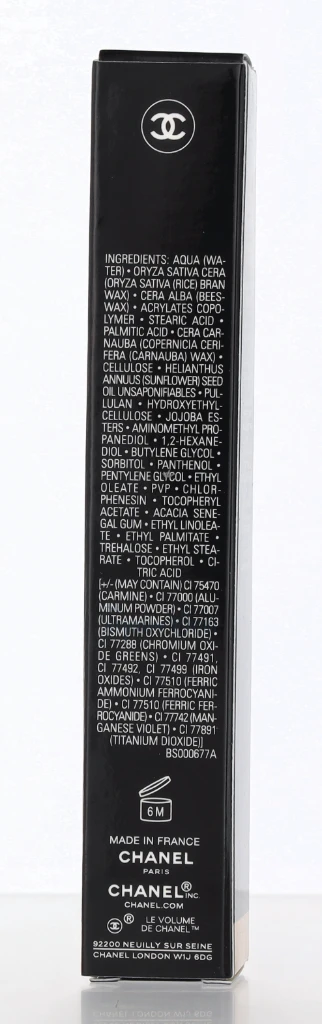 INGREDIENTS: AQUA (WA-
TER) • ORYZA SATIVA CERA
(ORYZA SATIVA (RICE) BRAN
WAX) • CERA ALBA (BEES-
WAX) • ACRYLATES COPO-
LYMER • STEARIC ACID •
PALMITIC ACID • CERA CAR-
NAUBA (COPERNICIA CERI-
FERA (CARNAUBA) WAX) •
CELLULOSE • HELIANTHUS
ANNUUS (SUNFLOWER) SEED
OIL UNSAPONIFIABLES • PUL-
LULAN • HYDROXYETHYL-
CELLULOSE • JOJOBA ES-
TERS • AMINOMETHYL PRO-
PANEDIOL • 1,2-HEXANE-
DIOL • BUTYLENE GLYCOL •
SORBITOL • PANTHENOL •
PENTYLENE GLYCOL • ETHYL
OLEATE • PVP • CHLOR-
PHENESIN • TOCOPHERYL
ACETATE • ACACIA SENE-
GAL GUM • ETHYL LINOLEA-
TE • ETHYL PALMITATE •
TREHALOSE • ETHYL STEA-
RATE • TOCOPHEROL • CI-
TRIC ACID
[+/- (MAY CONTAIN) CI 75470
(CARMINE) • CI 77000 (ALU-
MINUM POWDER) • CI 77007
(ULTRAMARINES) • CI 77163
(BISMUTH OXYCHLORIDE) •
CI 77288 (CHROMIUM OXI-
DE GREENS) • CI 77491,
CI 77492, CI 77499 (IRON
OXIDES) • CI 77510 (FERRIC
AMMONIUM FERROCYANI-
DE) • CI 77510 (FERRIC FER-
ROCYANIDE) • CI 77742 (MAN-
GANESE VIOLET) • CI 77891
(TITANIUM DIOXIDE)]
BS000677A
6 M
MADE IN FRANCE
CHANEL
PARIS
CHANEL® INC.
CHANEL.COM
® LE VOLUME
DE CHANEL™
92200 NEUILLY SUR SEINE
CHANEL LONDON W1J 6DG